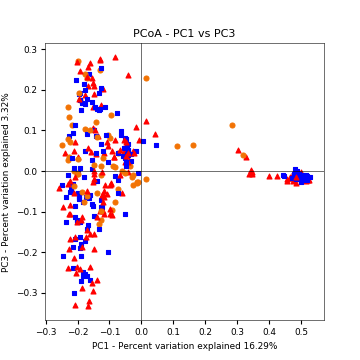 PCoA - PC1 vs PC3
PC3 - Percent variation explained 3.32%
0.3
0.2
0.1
0.0
−0.1
−0.2
−0.3
−0.3 −0.2 −0.1 0.0 0.1 0.2 0.3 0.4 0.5
PC1 - Percent variation explained 16.29%